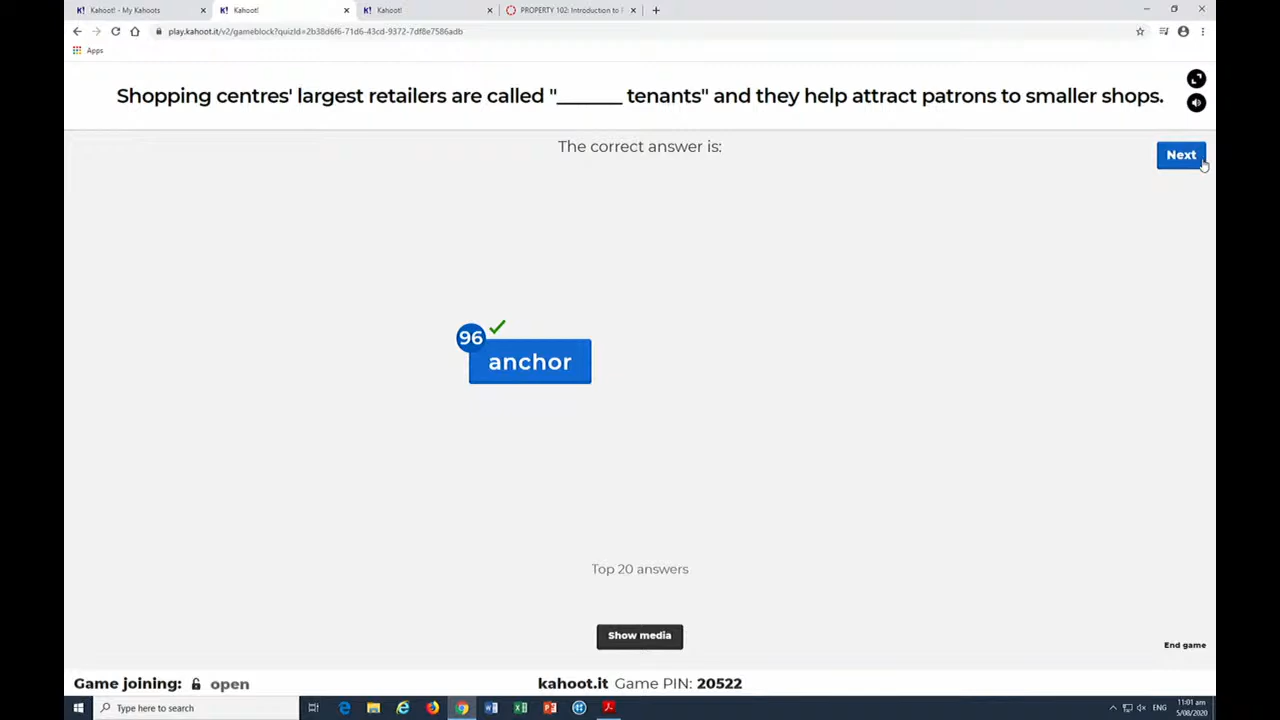 K! Kahoot! - My Kahoots
K! Kahoot!
K! Kahoot!
PROPERTY 102: Introduction to P
play.kahoot.it/v2/gameblock?quizId=2b38d6f6-71d6-43cd-9372-7df8e7586adb
Apps
Shopping centres' largest retailers are called "______ tenants" and they help attract patrons to smaller shops.
The correct answer is:
Next
96
anchor
Top 20 answers
Show media
End game
Game joining: open
kahoot.it Game PIN: 20522
Type here to search
ENG
11:01 am
5/08/2020